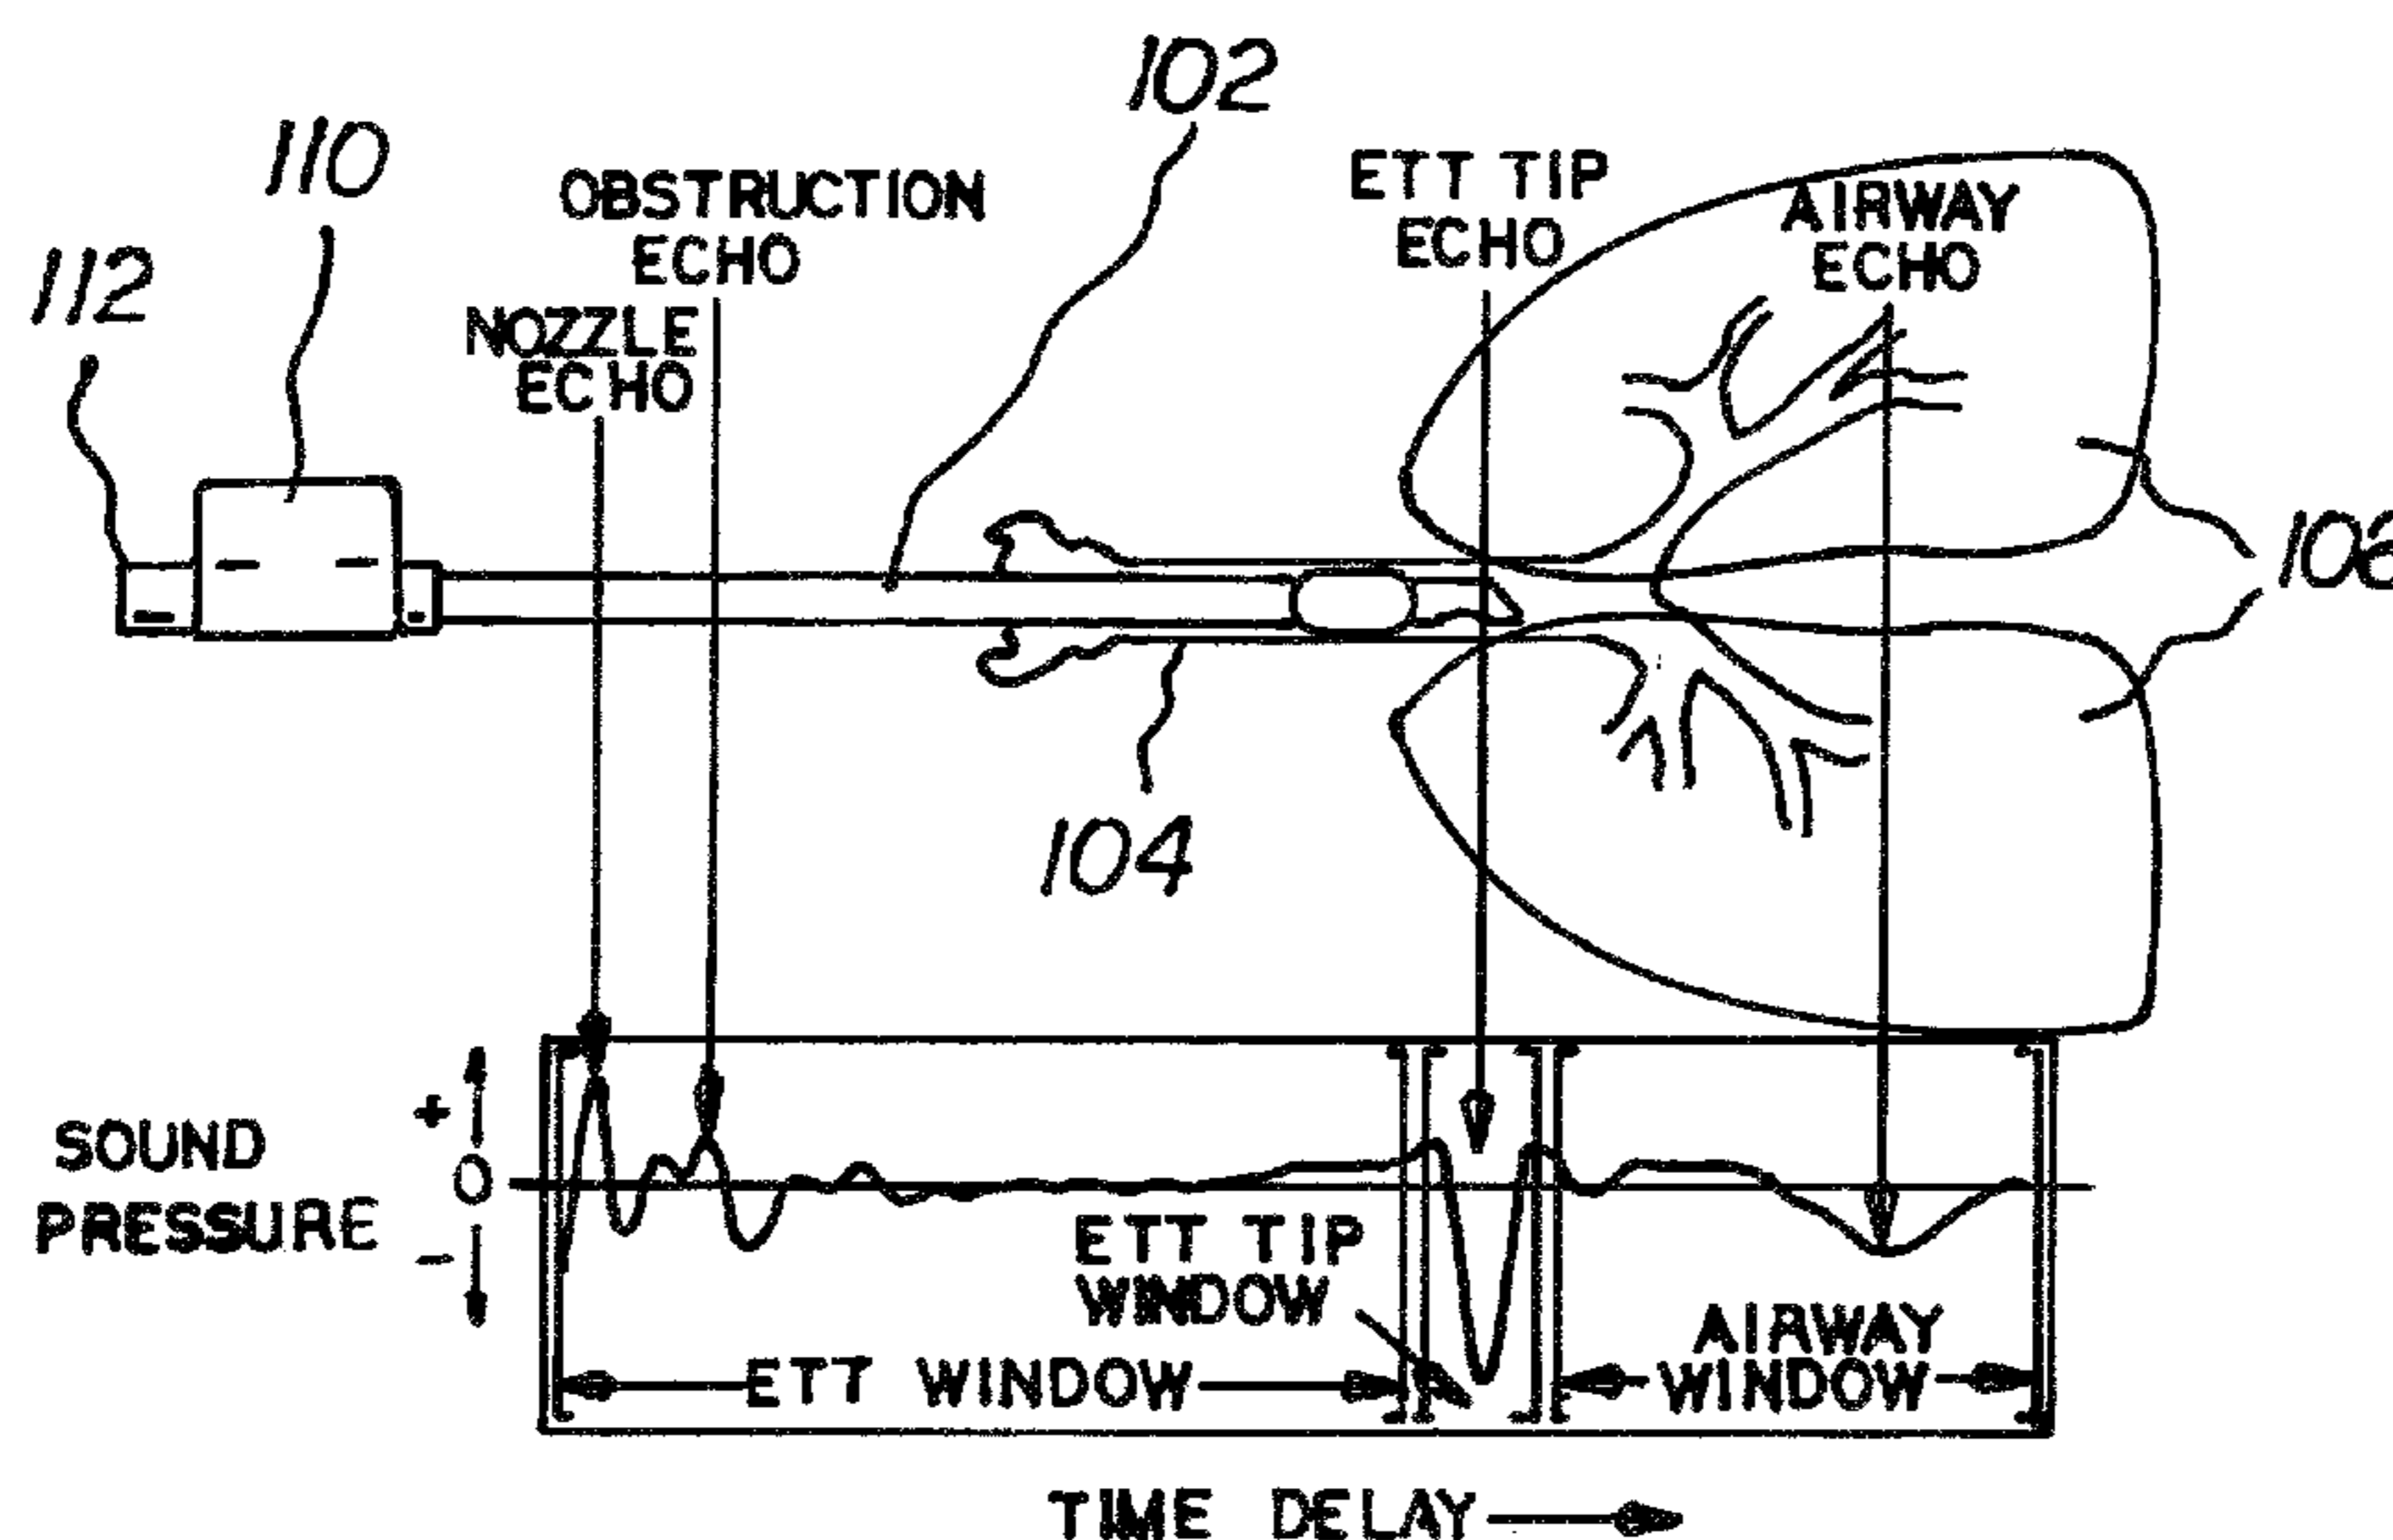 102
110
OBSTRUCTION
ECHO
ETT TIP
ECHO
AIRWAY
ECHO
112
NOZZLE
ECHO
104
SOUND
PRESSURE
+
0
-
ETT TIP
WINDOW
ETT WINDOW
AIRWAY
WINDOW
TIME DELAY